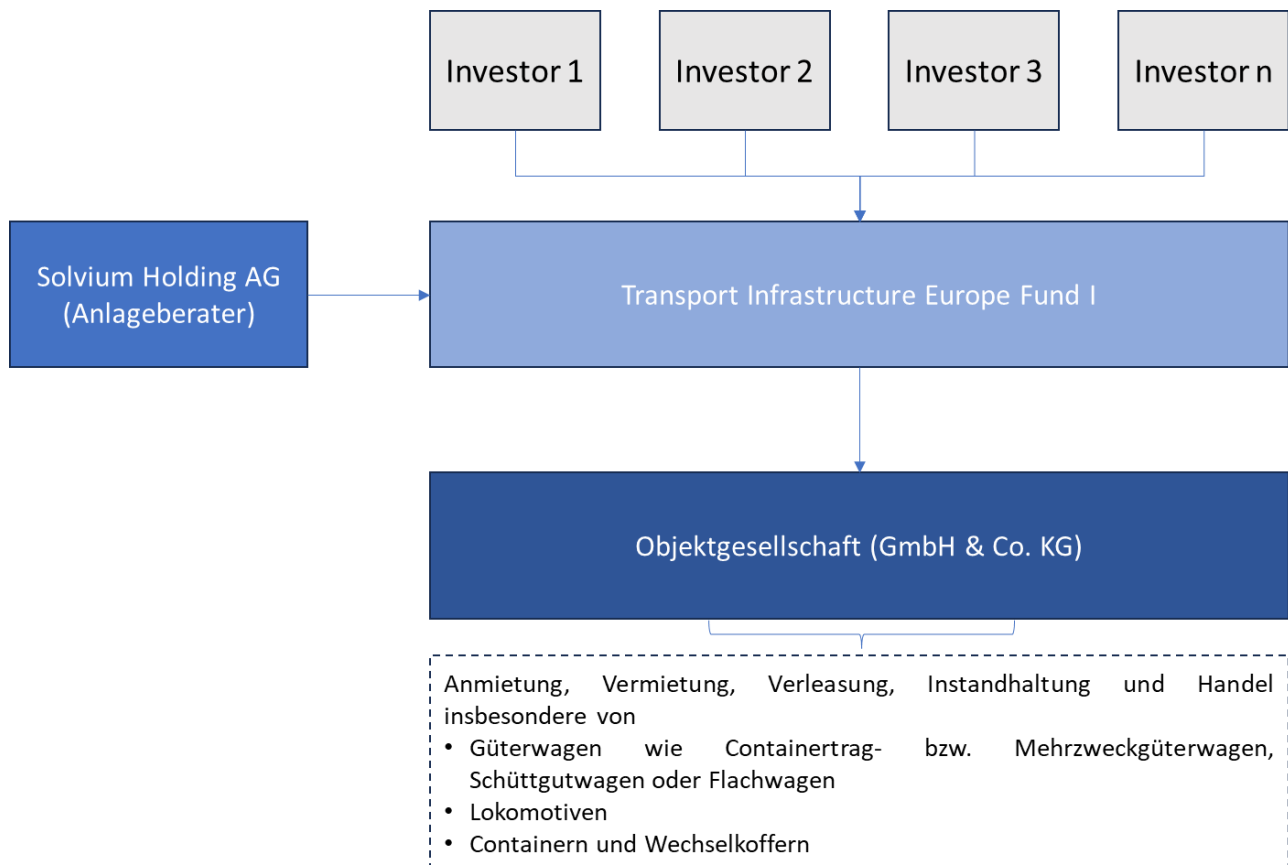 Investor 1
Investor 2
Investor 3
Investor n
Solvium Holding AG
(Anlageberater)
Transport Infrastructure Europe Fund I
Objektgesellschaft (GmbH & Co. KG)
Anmietung, Vermietung, Verleasung, Instandhaltung und Handel
insbesondere von
• Güterwagen wie Containertrag- bzw. Mehrzweckgüterwagen,
Schüttgutwagen oder Flachwagen
• Lokomotiven
• Containern und Wechselkoffern